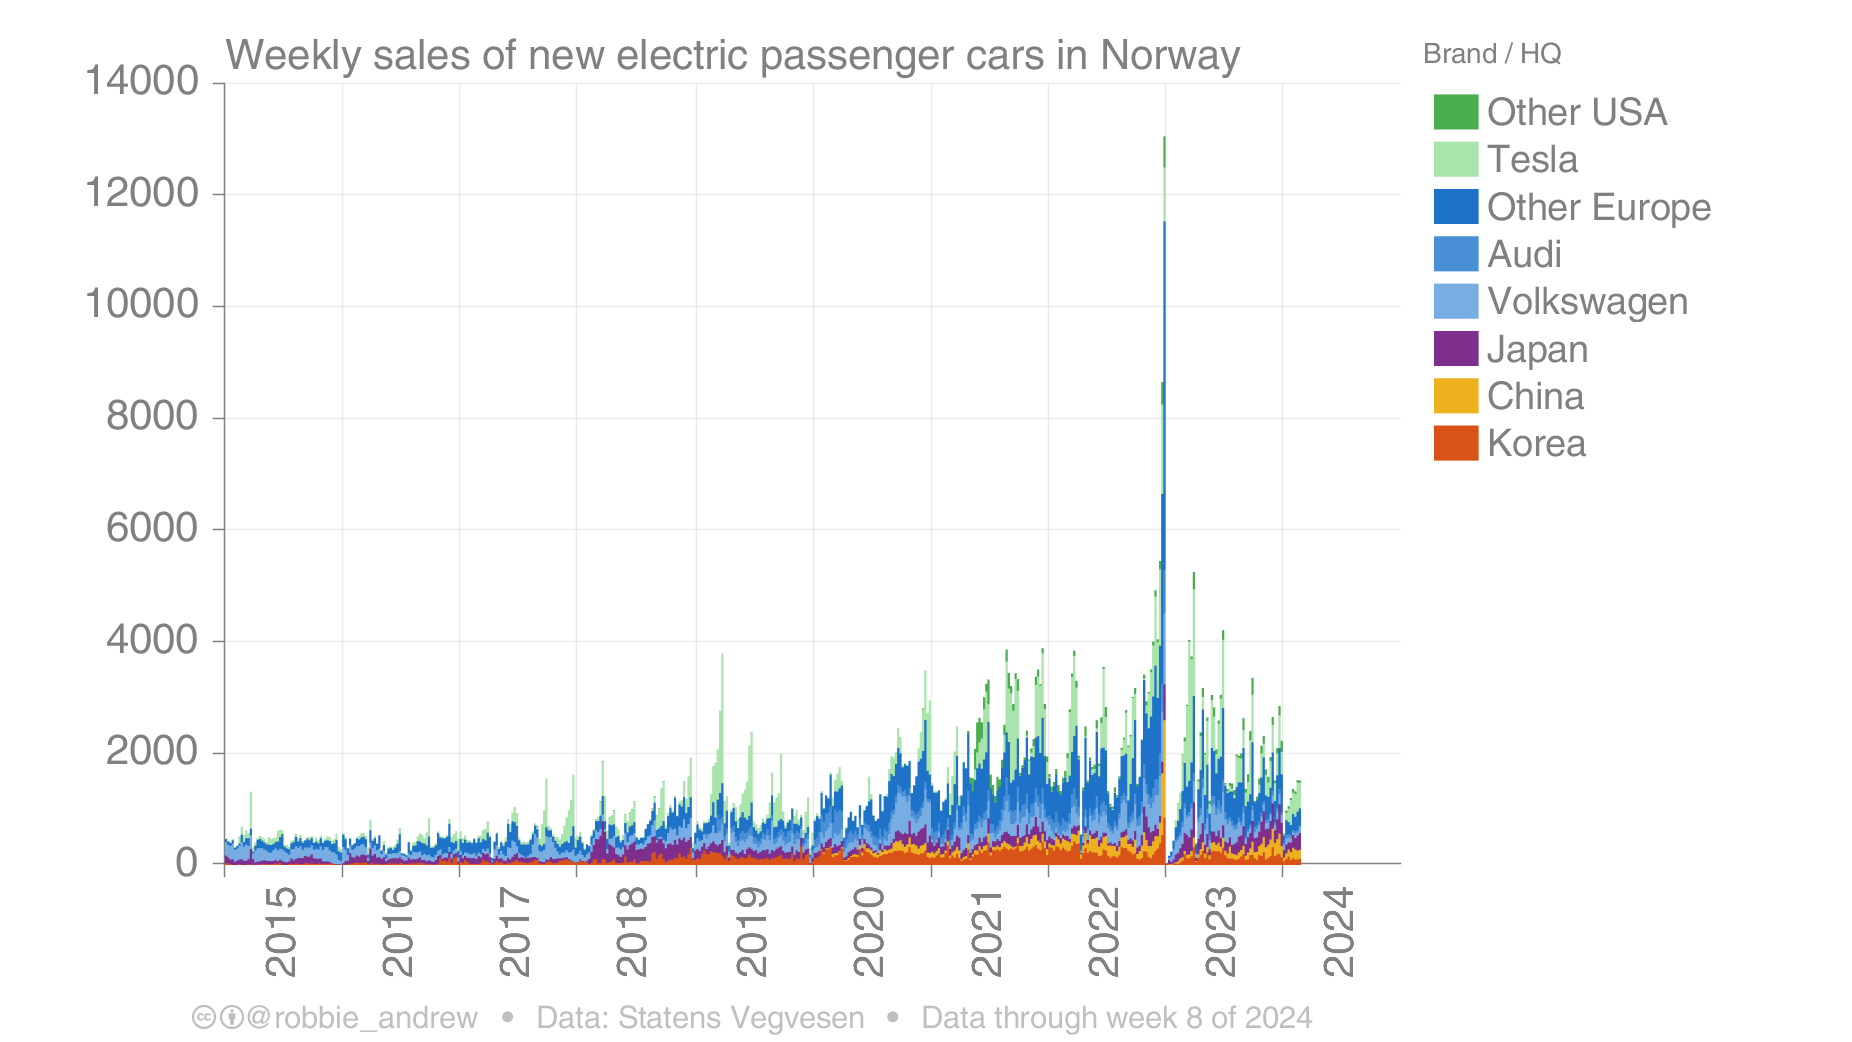 Weekly sales of new electric passenger cars in Norway
Brand / HQ
14000
12000
10000
8000
6000
4000
2000
0
Other USA
Tesla
Other Europe
Audi
Volkswagen
Japan
China
Korea
2015
2016
2017
2018
2019
2020
2021
2022
2023
2024
cc @robbie_andrew • Data: Statens Vegvesen • Data through week 8 of 2024